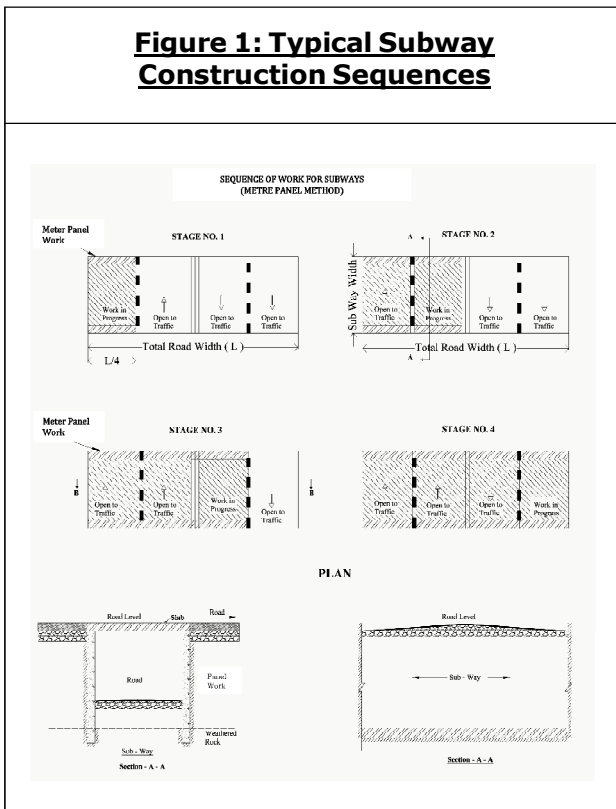 Figure 1: Typical Subway
Construction Sequences
SEQUENCE OF WORK FOR SUBWAYS
(METRE PANEL METHOD)
Meter Panel
Work
STAGE NO. 1
Work in
Progress
Open to
Traffic
Open to
Traffic
Open to
Traffic
Total Road Width ( L )
L/4
A
STAGE NO. 2
Sub Way Width
Open to
Traffic
Work in
Progress
Open to
Traffic
Open to
Traffic
Total Road Width ( L )
A
Meter Panel
Work
STAGE NO. 3
B
Open to
Traffic
Open to
Traffic
Work in
Progress
Open to
Traffic
B
STAGE NO. 4
Open to
Traffic
Open to
Traffic
Open to
Traffic
Work in
Progress
PLAN
Road Level
Slab
Road
Road
Panel
Work
Weathered
Rock
Sub - Way
Section - A - A
Road Level
Sub - Way
Section - A - A